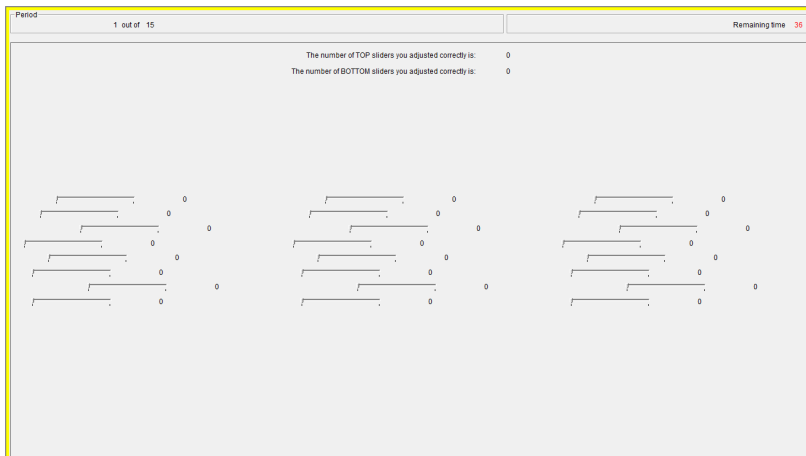 Period
1 out of 15
Remaining time 36
The number of TOP sliders you adjusted correctly is: 0
The number of BOTTOM sliders you adjusted correctly is: 0
0 0 0
0 0 0
0 0 0
0 0 0
0 0 0
0 0 0
0 0 0
0 0 0